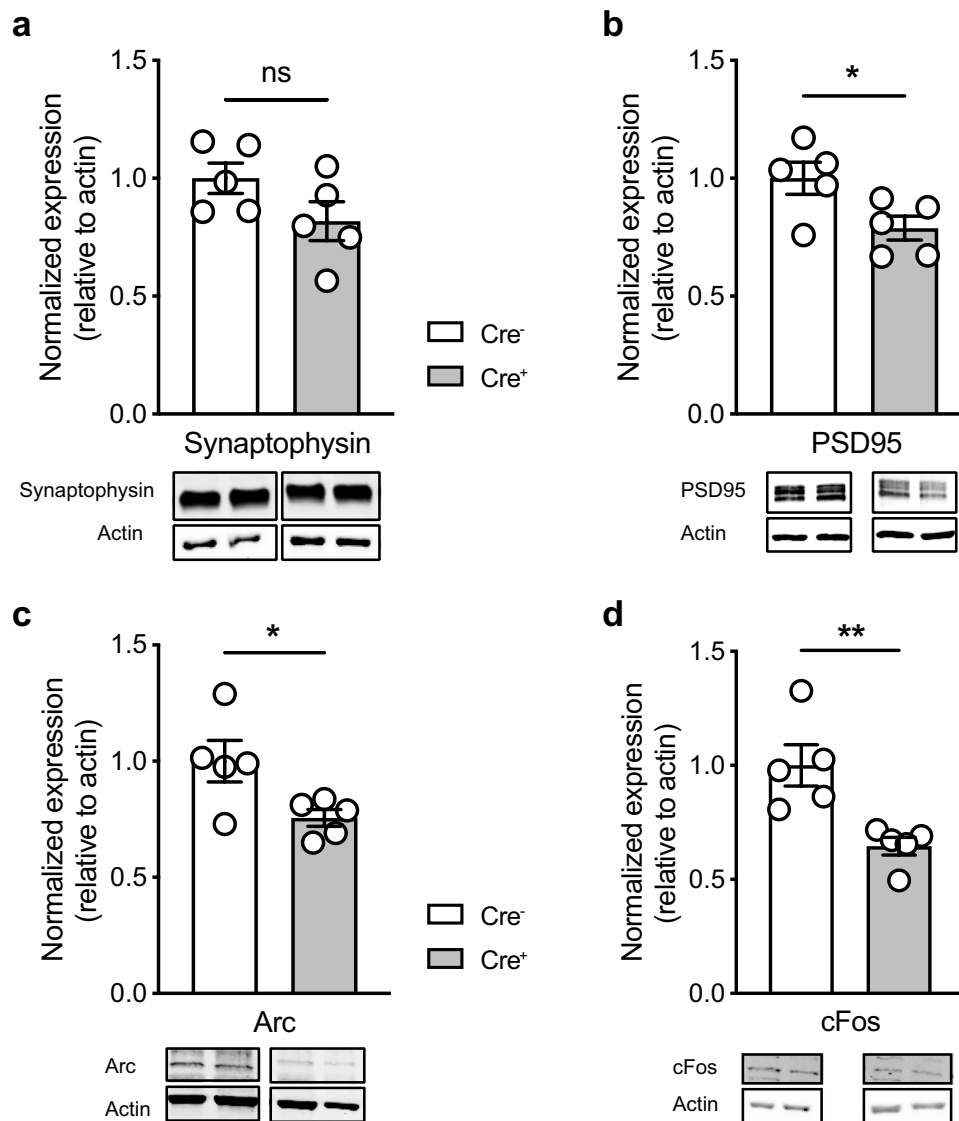 a
1.5
1.0
0.5
0.0
Normalized expression
(relative to actin)
ns
Synaptophysin
Synaptophysin
Actin
Cre-
Cre+
b
1.5
1.0
0.5
0.0
Normalized expression
(relative to actin)
*
PSD95
PSD95
Actin
c
1.5
1.0
0.5
0.0
Normalized expression
(relative to actin)
*
Arc
Arc
Actin
Cre-
Cre+
d
1.5
1.0
0.5
0.0
Normalized expression
(relative to actin)
**
cFos
cFos
Actin